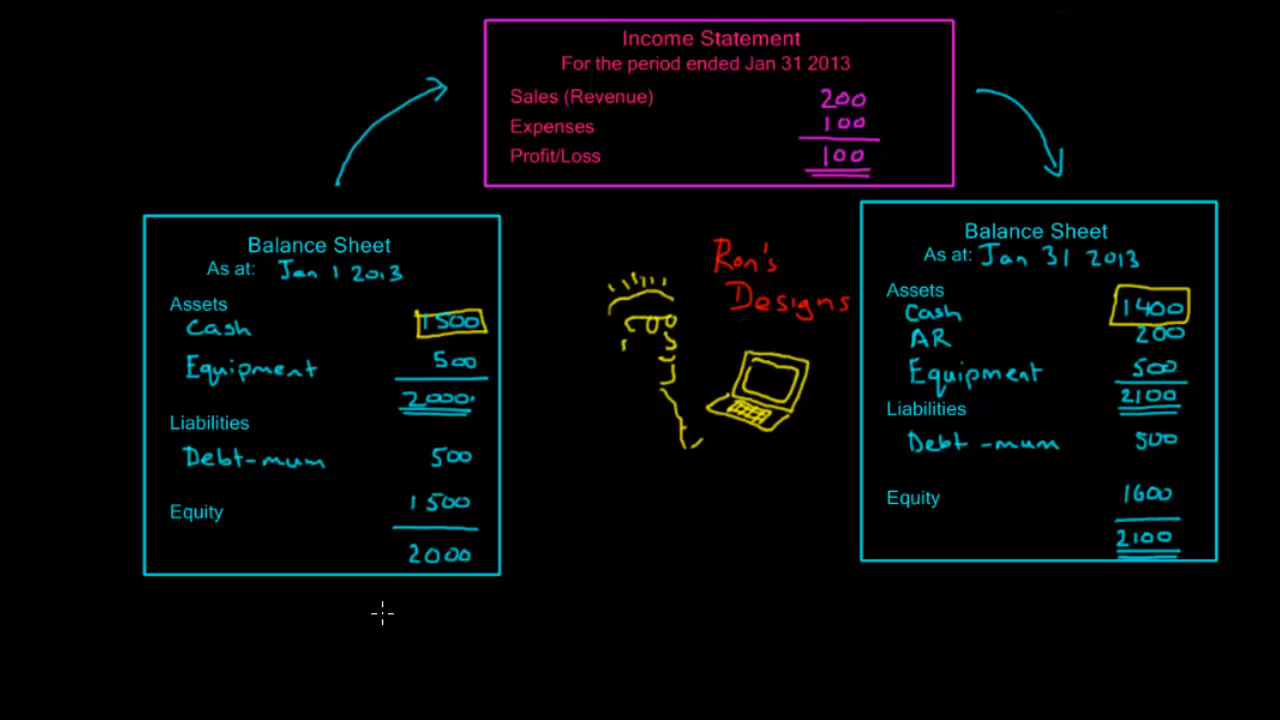 Income Statement
For the period ended Jan 31 2013
Sales (Revenue) 200
Expenses 100
Profit/Loss 100
Balance Sheet
As at: Jan 1 2013
Assets
Cash 1500
Equipment 500
2000
Liabilities
Debt-mum 500
Equity 1500
2000
Ron's
Designs
Balance Sheet
As at: Jan 31 2013
Assets
Cash 1400
AR 200
Equipment 500
2100
Liabilities
Debt -mum 500
Equity 1600
2100